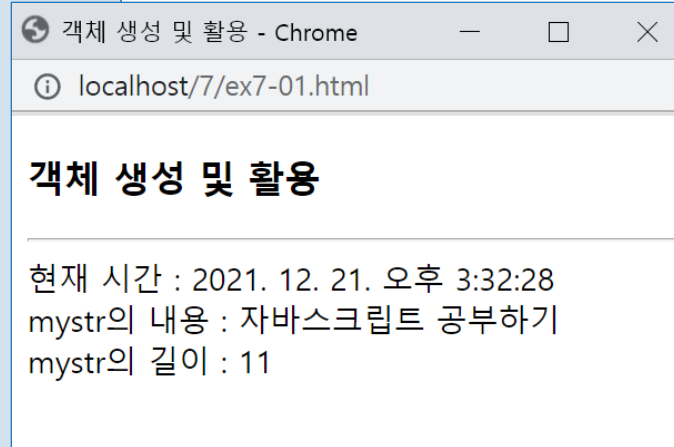 객체 생성 및 활용 - Chrome
localhost/7/ex7-01.html
객체 생성 및 활용
현재 시간 : 2021. 12. 21. 오후 3:32:28
mystr의 내용 : 자바스크립트 공부하기
mystr의 길이 : 11